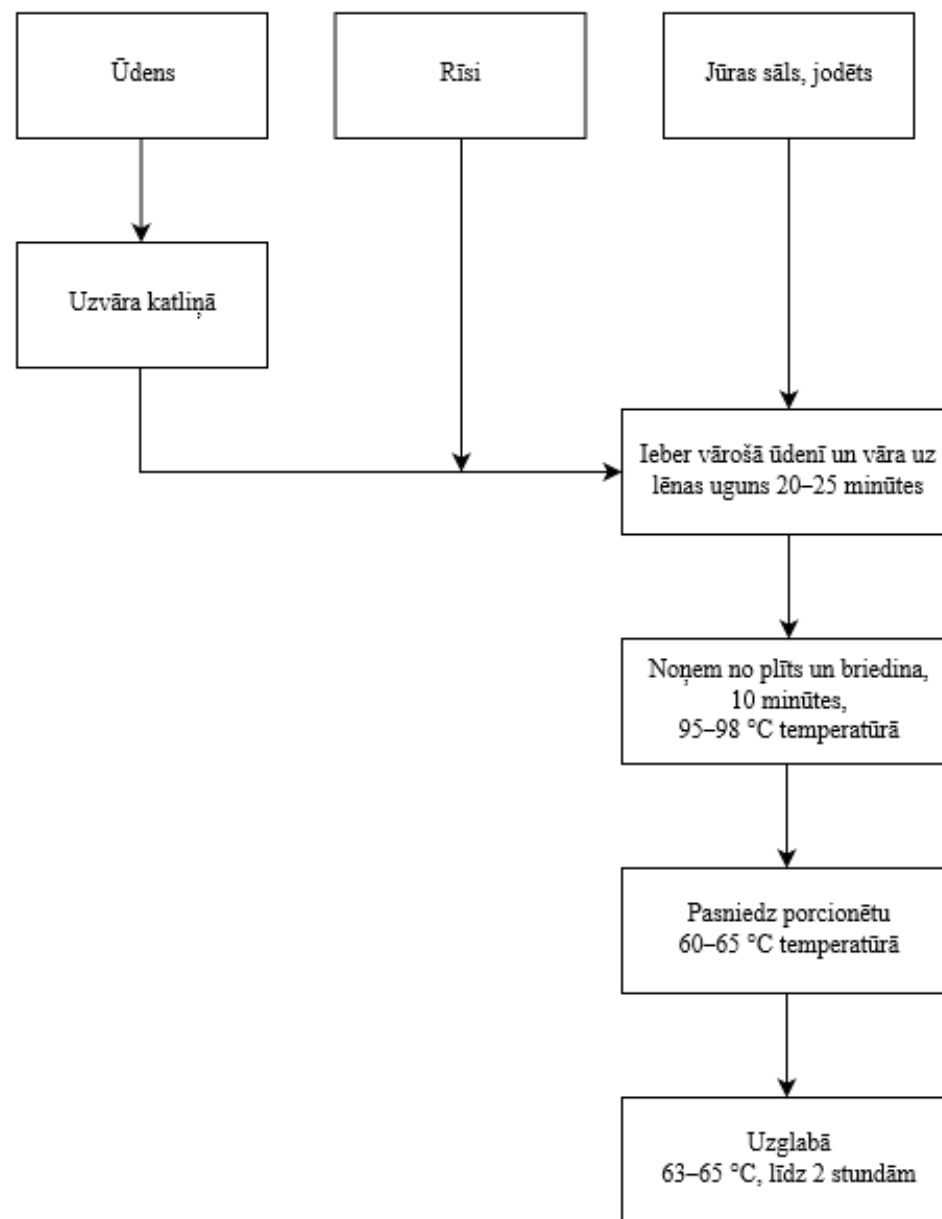 Ūdens
Rīsi
Jūras sāls, jodēts
Uzvāra katliņā
Ieber vārošā ūdenī un vāra uz
lēnas uguns 20–25 minūtes
Noņem no plīts un briedina,
10 minūtes,
95–98 °C temperatūrā
Pasniedz porcionētu
60–65 °C temperatūrā
Uzglabā
63–65 °C, līdz 2 stundām